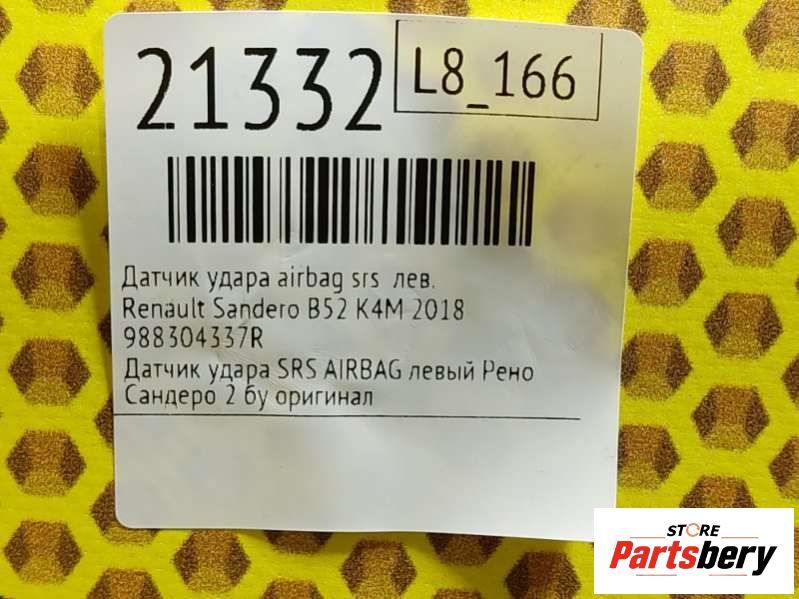 21332
L8_166
Датчик удара airbag srs лев.
Renault Sandero B52 K4M 2018
988304337R
Датчик удара SRS AIRBAG левый Рено
Сандеро 2 бу оригинал
STORE
Partsbery